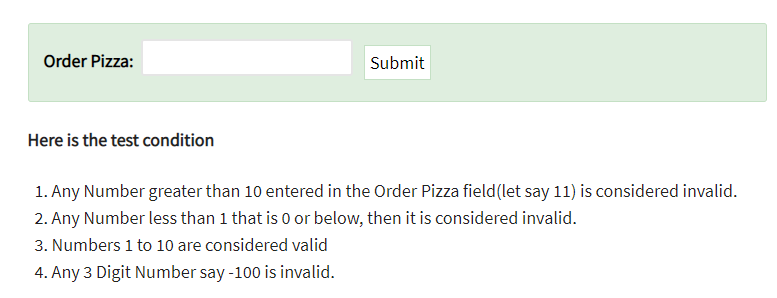 Order Pizza: Submit
Here is the test condition
1. Any Number greater than 10 entered in the Order Pizza field(let say 11) is considered invalid.
2. Any Number less than 1 that is 0 or below, then it is considered invalid.
3. Numbers 1 to 10 are considered valid
4. Any 3 Digit Number say -100 is invalid.